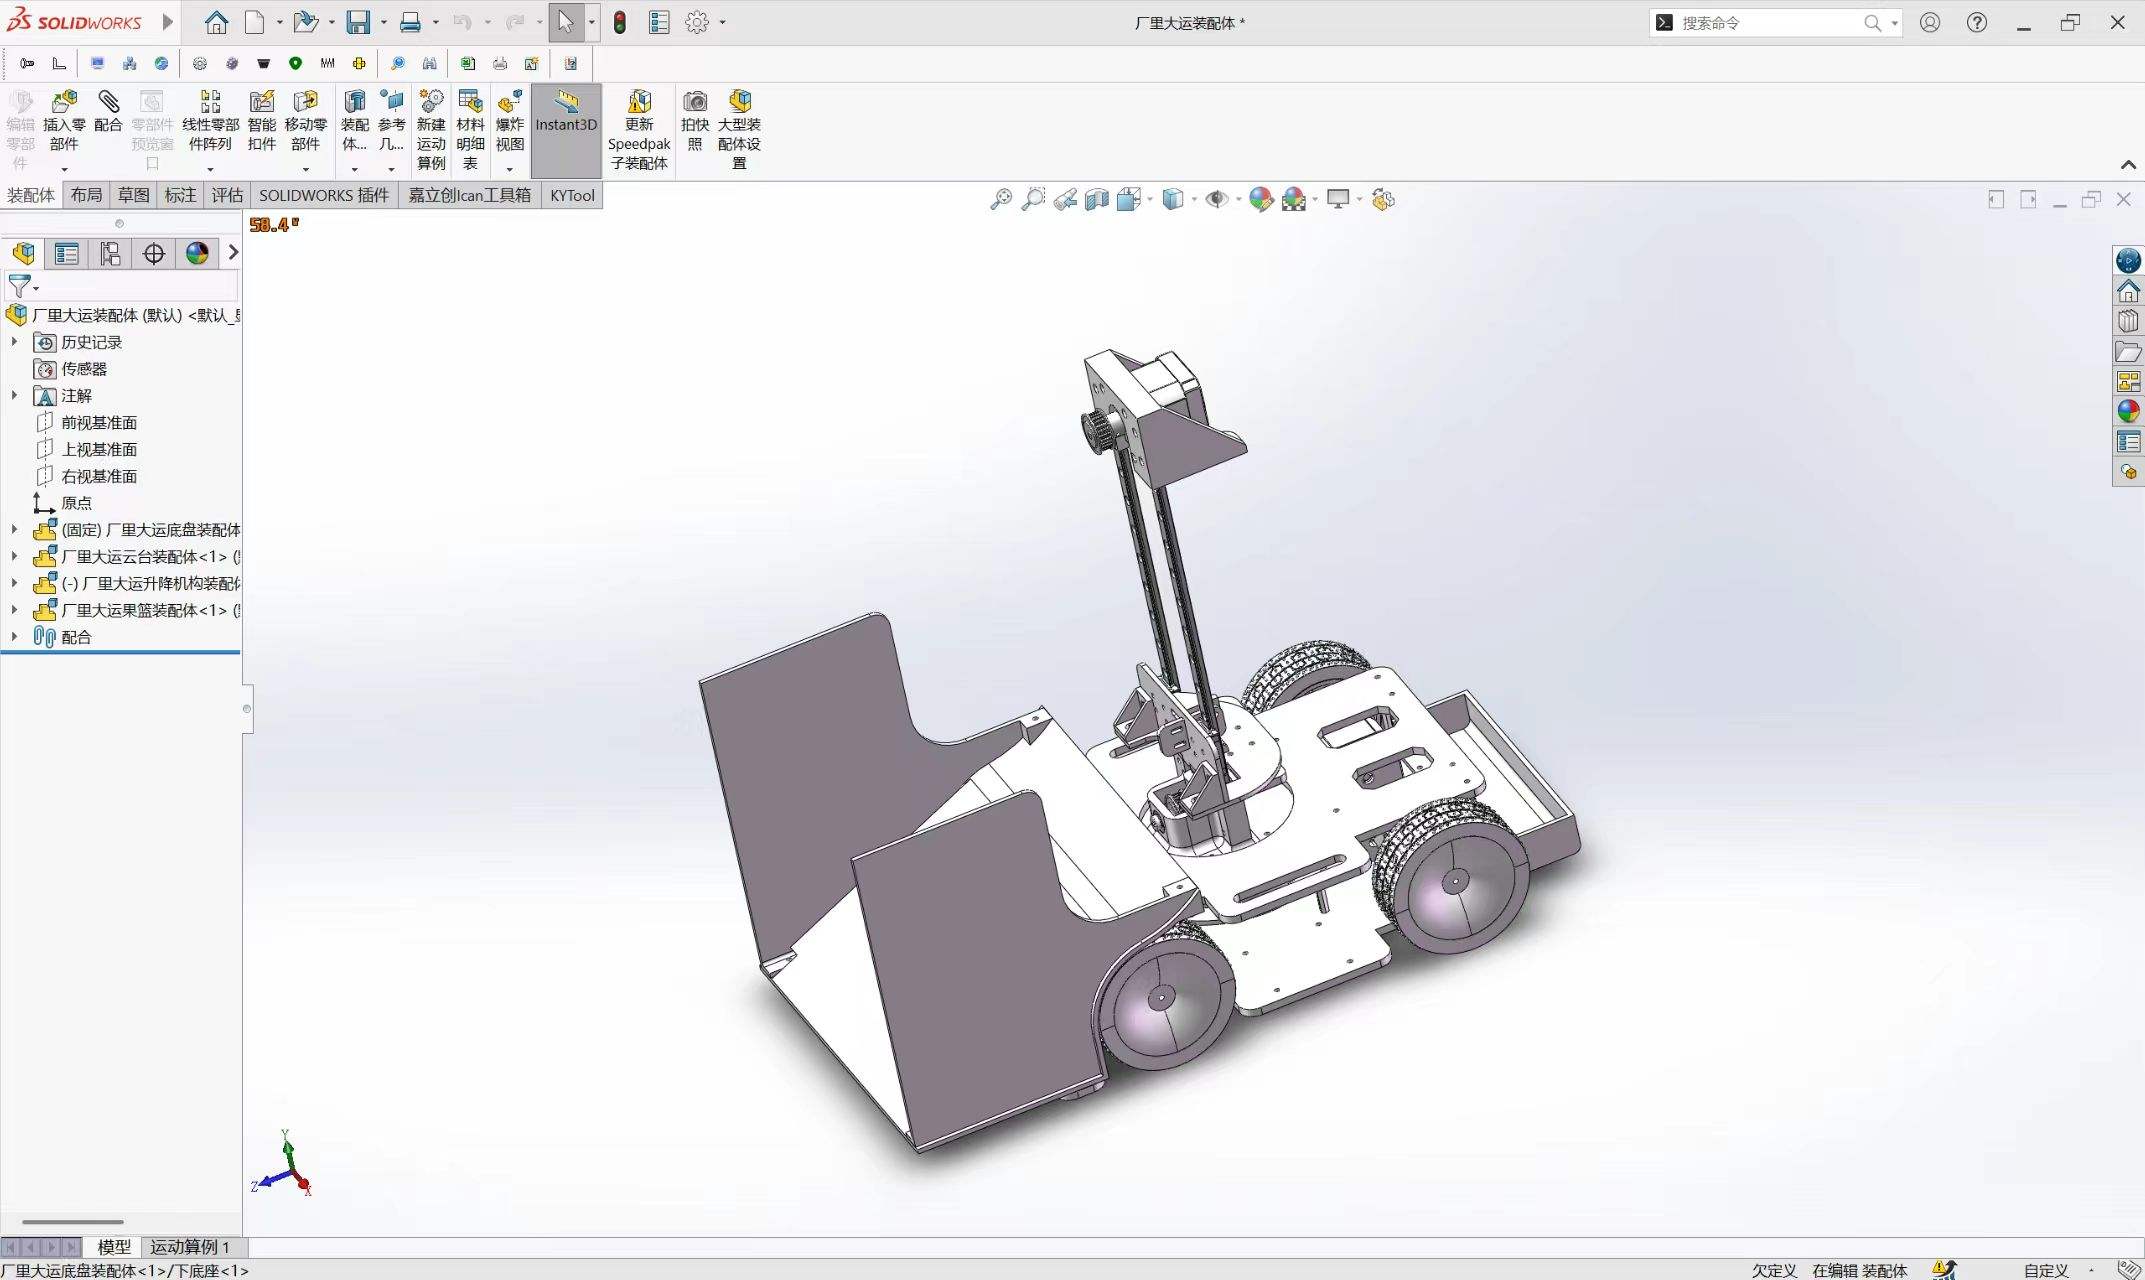 SOLIDWORKS
厂里大运装配体 *
搜索命令
编辑零部件
插入零部件
配合
零部件预览窗口
线性零部件阵列
智能扣件
移动零部件
装配体...
参考几...
新建运动算例
材料明细表
爆炸视图
Instant3D
更新 Speedpak 子装配体
拍快照
大型装配体设置
装配体 布局 草图 标注 评估 SOLIDWORKS 插件 嘉立创Ican工具箱 KYTool
58.4°
厂里大运装配体 (默认) <默认_
历史记录
传感器
注解
前视基准面
上视基准面
右视基准面
原点
(固定) 厂里大运底盘装配体
厂里大运云台装配体<1> (
(-) 厂里大运升降机构装配
厂里大运果篮装配体<1> (
配合
Y
Z
X
模型 运动算例 1
厂里大运底盘装配体<1>/下底座<1>
欠定义 在编辑 装配体 自定义